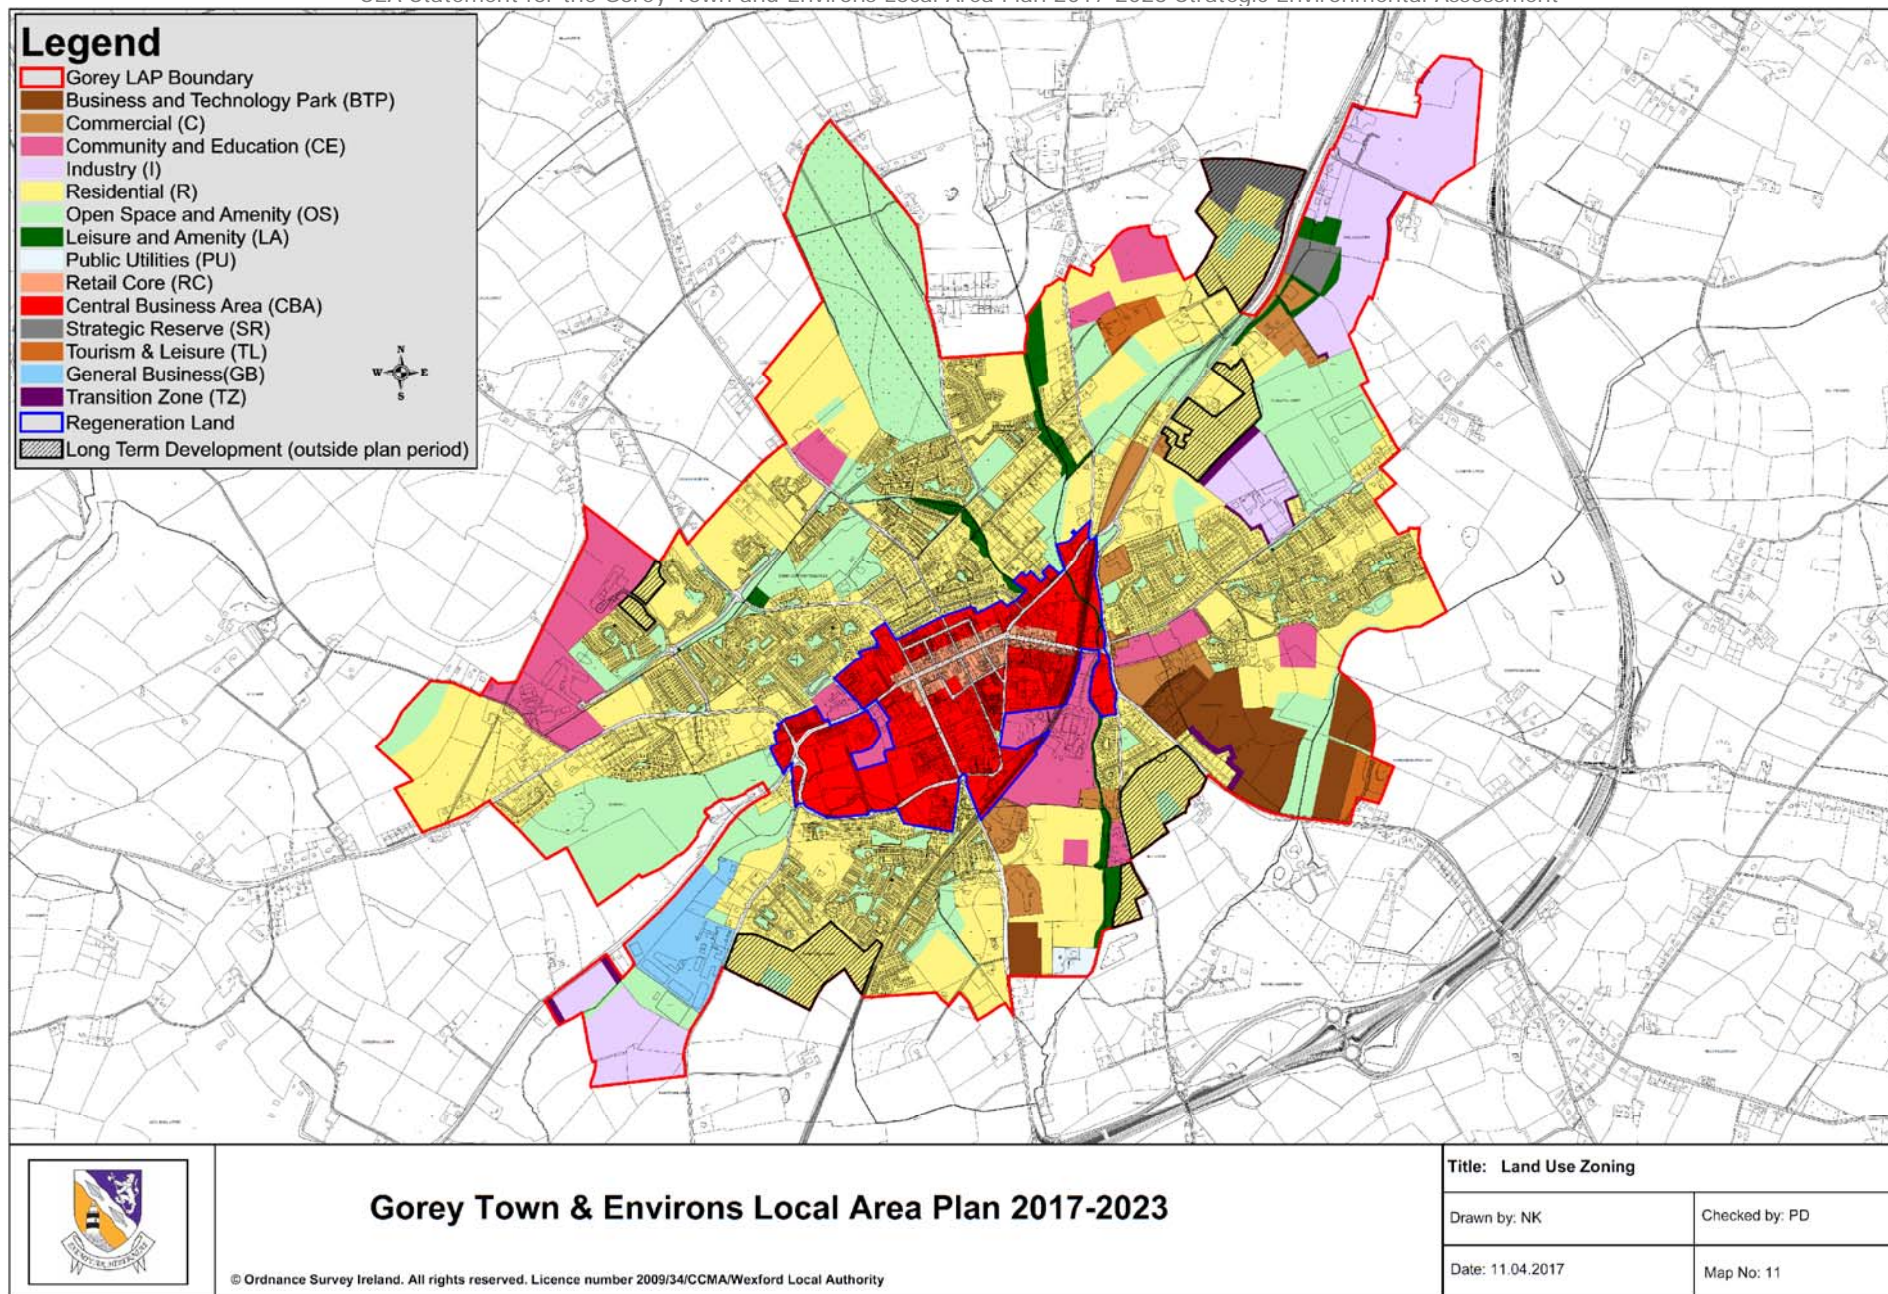 Legend
Gorey LAP Boundary
Business and Technology Park (BTP)
Commercial (C)
Community and Education (CE)
Industry (I)
Residential (R)
Open Space and Amenity (OS)
Leisure and Amenity (LA)
Public Utilities (PU)
Retail Core (RC)
Central Business Area (CBA)
Strategic Reserve (SR)
Tourism & Leisure (TL)
General Business(GB)
Transition Zone (TZ)
Regeneration Land
Long Term Development (outside plan period)
N
W E
S
Gorey Town & Environs Local Area Plan 2017-2023
© Ordnance Survey Ireland. All rights reserved. Licence number 2009/34/CCMA/Wexford Local Authority
Title: Land Use Zoning
Drawn by: NK
Checked by: PD
Date: 11.04.2017
Map No: 11